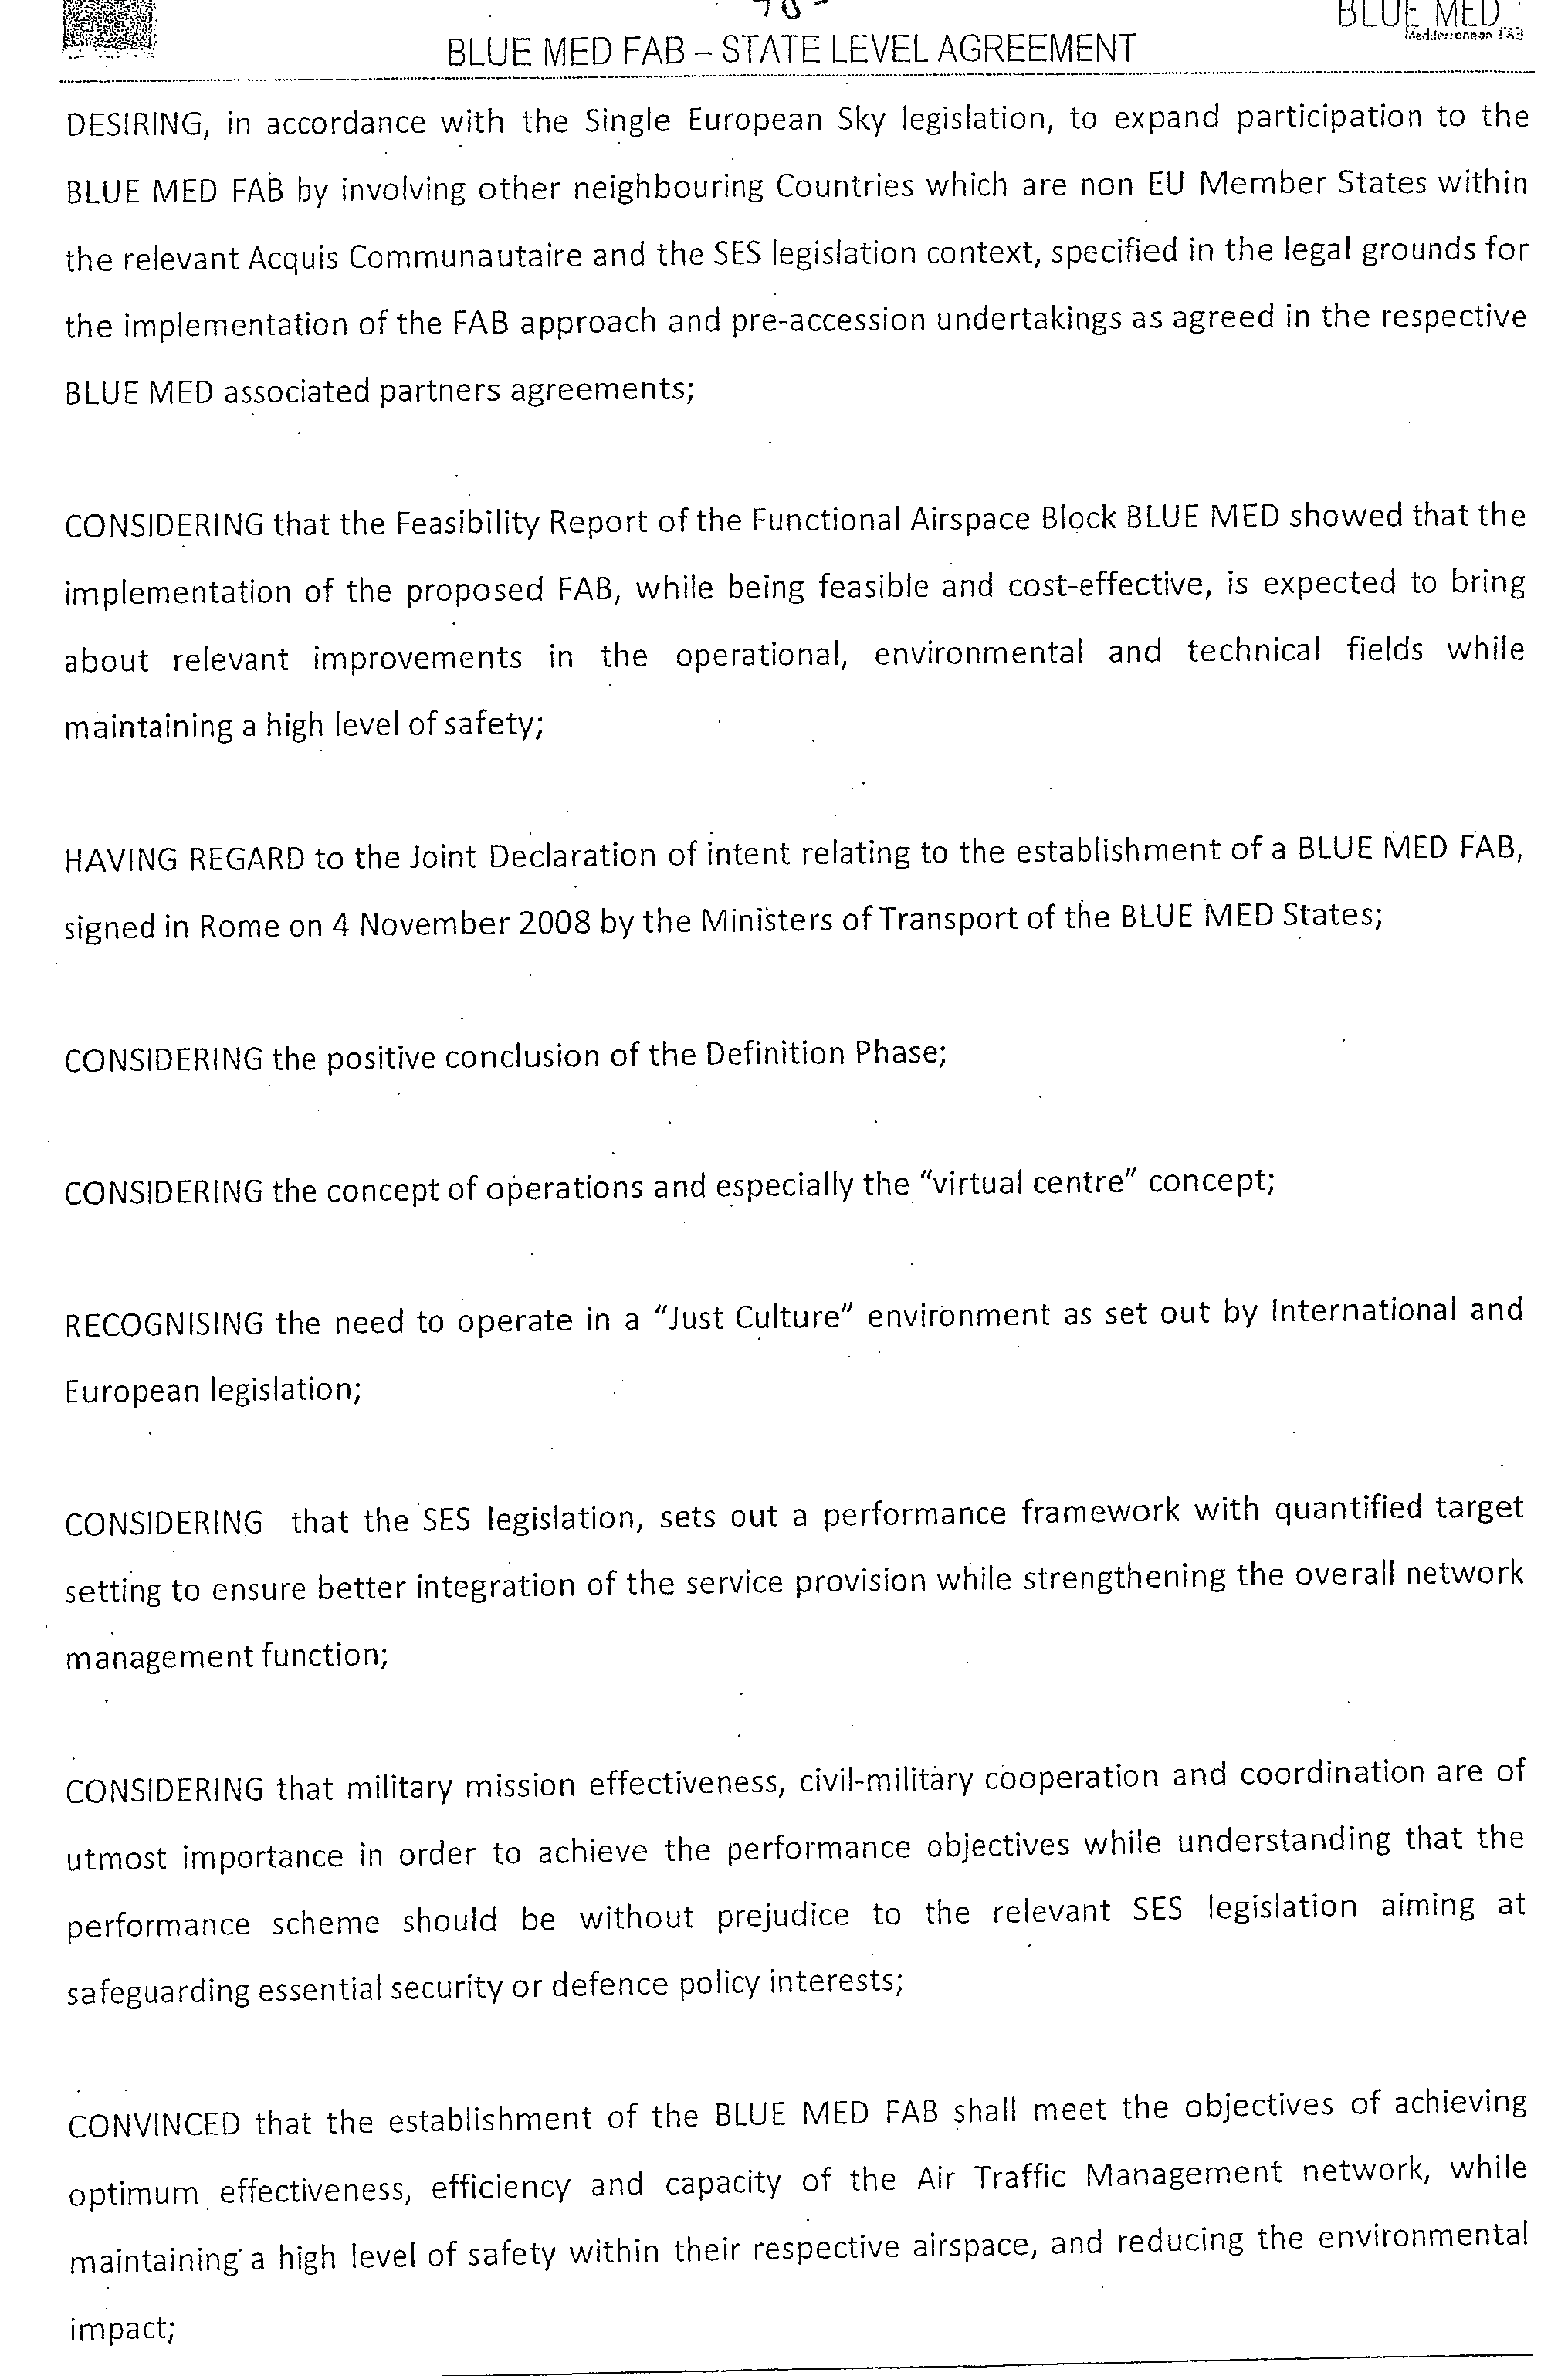 BLUE MED
Mediterranean FAB
BLUE MED FAB – STATE LEVEL AGREEMENT
DESIRING, in accordance with the Single European Sky legislation, to expand participation to the
BLUE MED FAB by involving other neighbouring Countries which are non EU Member States within
the relevant Acquis Communautaire and the SES legislation context, specified in the legal grounds for
the implementation of the FAB approach and pre-accession undertakings as agreed in the respective
BLUE MED associated partners agreements;
CONSIDERING that the Feasibility Report of the Functional Airspace Block BLUE MED showed that the
implementation of the proposed FAB, while being feasible and cost-effective, is expected to bring
about relevant improvements in the operational, environmental and technical fields while
maintaining a high level of safety;
HAVING REGARD to the Joint Declaration of intent relating to the establishment of a BLUE MED FAB,
signed in Rome on 4 November 2008 by the Ministers of Transport of the BLUE MED States;
CONSIDERING the positive conclusion of the Definition Phase;
CONSIDERING the concept of operations and especially the “virtual centre” concept;
RECOGNISING the need to operate in a “Just Culture” environment as set out by International and
European legislation;
CONSIDERING that the SES legislation, sets out a performance framework with quantified target
setting to ensure better integration of the service provision while strengthening the overall network
management function;
CONSIDERING that military mission effectiveness, civil-military cooperation and coordination are of
utmost importance in order to achieve the performance objectives while understanding that the
performance scheme should be without prejudice to the relevant SES legislation aiming at
safeguarding essential security or defence policy interests;
CONVINCED that the establishment of the BLUE MED FAB shall meet the objectives of achieving
optimum effectiveness, efficiency and capacity of the Air Traffic Management network, while
maintaining a high level of safety within their respective airspace, and reducing the environmental
impact;